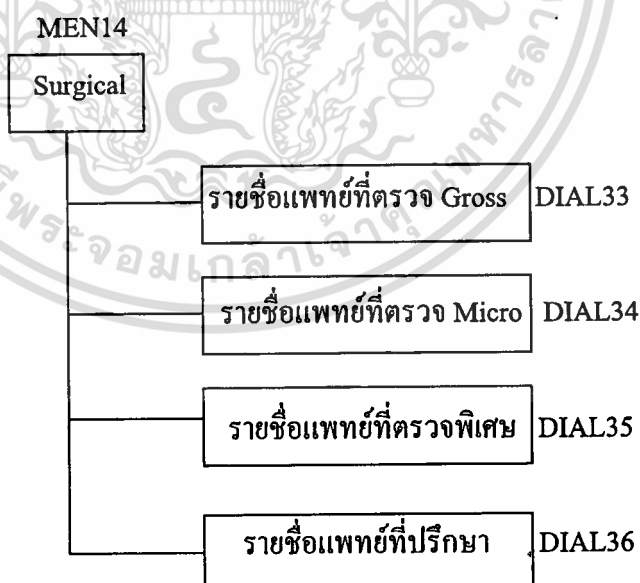 MEN14
Surgical
รายชื่อแพทย์ที่ตรวจ Gross DIAL33
รายชื่อแพทย์ที่ตรวจ Micro DIAL34
รายชื่อแพทย์ที่ตรวจพิเศษ DIAL35
รายชื่อแพทย์ที่ปรึกษา DIAL36